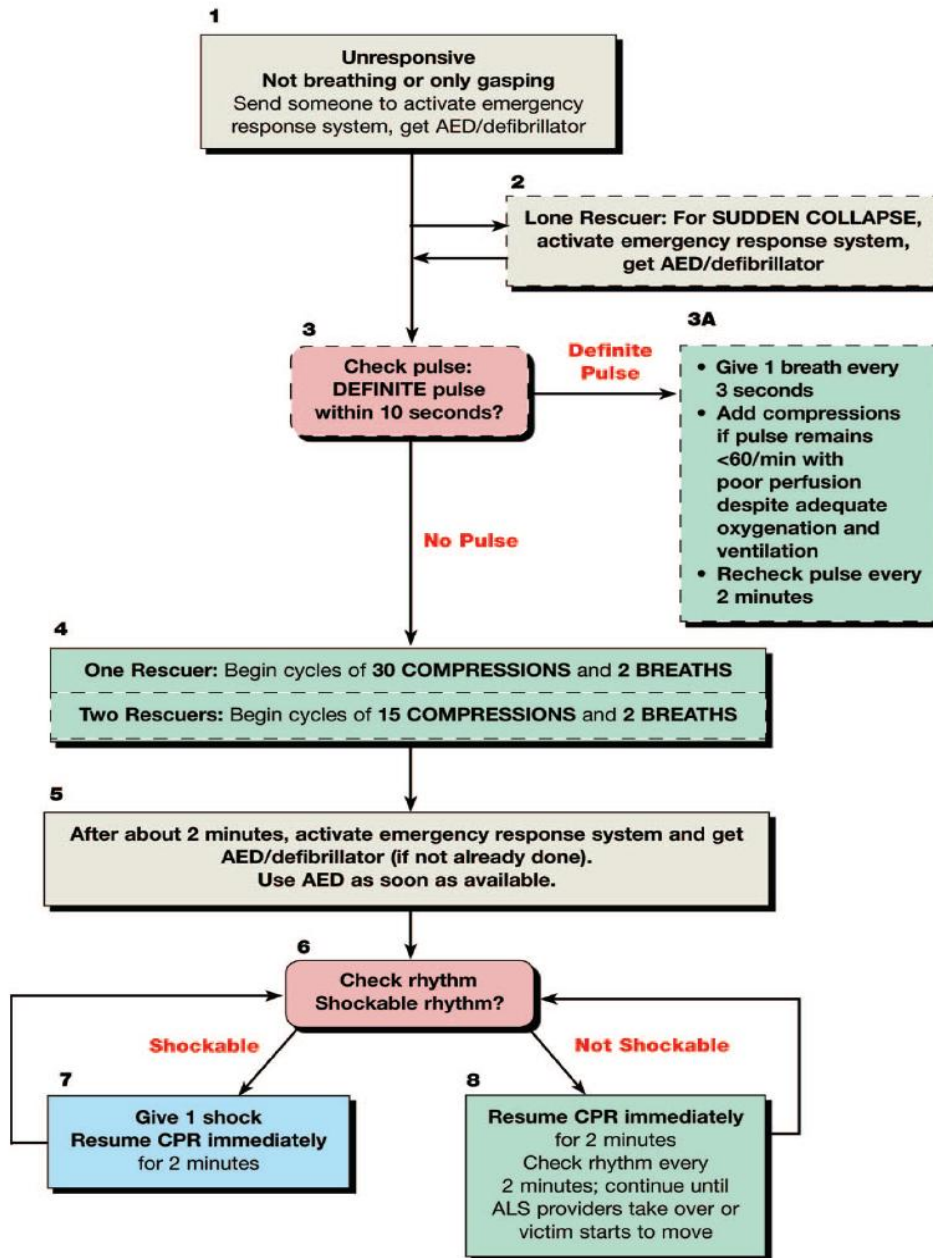 1
Unresponsive
Not breathing or only gasping
Send someone to activate emergency
response system, get AED/defibrillator
2
Lone Rescuer: For SUDDEN COLLAPSE,
activate emergency response system,
get AED/defibrillator
3
Check pulse:
DEFINITE pulse
within 10 seconds?
Definite
Pulse
3A
• Give 1 breath every
3 seconds
• Add compressions
if pulse remains
<60/min with
poor perfusion
despite adequate
oxygenation and
ventilation
• Recheck pulse every
2 minutes
No Pulse
4
One Rescuer: Begin cycles of 30 COMPRESSIONS and 2 BREATHS
Two Rescuers: Begin cycles of 15 COMPRESSIONS and 2 BREATHS
5
After about 2 minutes, activate emergency response system and get
AED/defibrillator (if not already done).
Use AED as soon as available.
6
Check rhythm
Shockable rhythm?
Shockable
Not Shockable
7
Give 1 shock
Resume CPR immediately
for 2 minutes
8
Resume CPR immediately
for 2 minutes
Check rhythm every
2 minutes; continue until
ALS providers take over or
victim starts to move